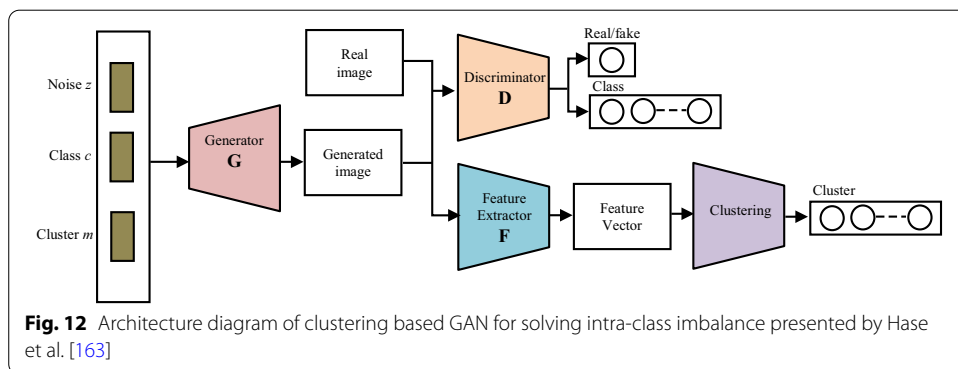 Noise z
Class c
Cluster m
Generator
G
Real
image
Generated
image
Discriminator
D
Real/fake
Class
Feature
Extractor
F
Feature
Vector
Clustering
Cluster
Fig. 12 Architecture diagram of clustering based GAN for solving intra-class imbalance presented by Hase
et al. [163]